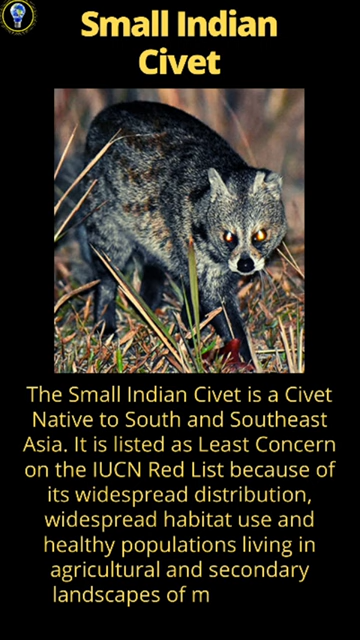 Small Indian
Civet
The Small Indian Civet is a Civet
Native to South and Southeast
Asia. It is listed as Least Concern
on the IUCN Red List because of
its widespread distribution,
widespread habitat use and
healthy populations living in
agricultural and secondary
landscapes of m